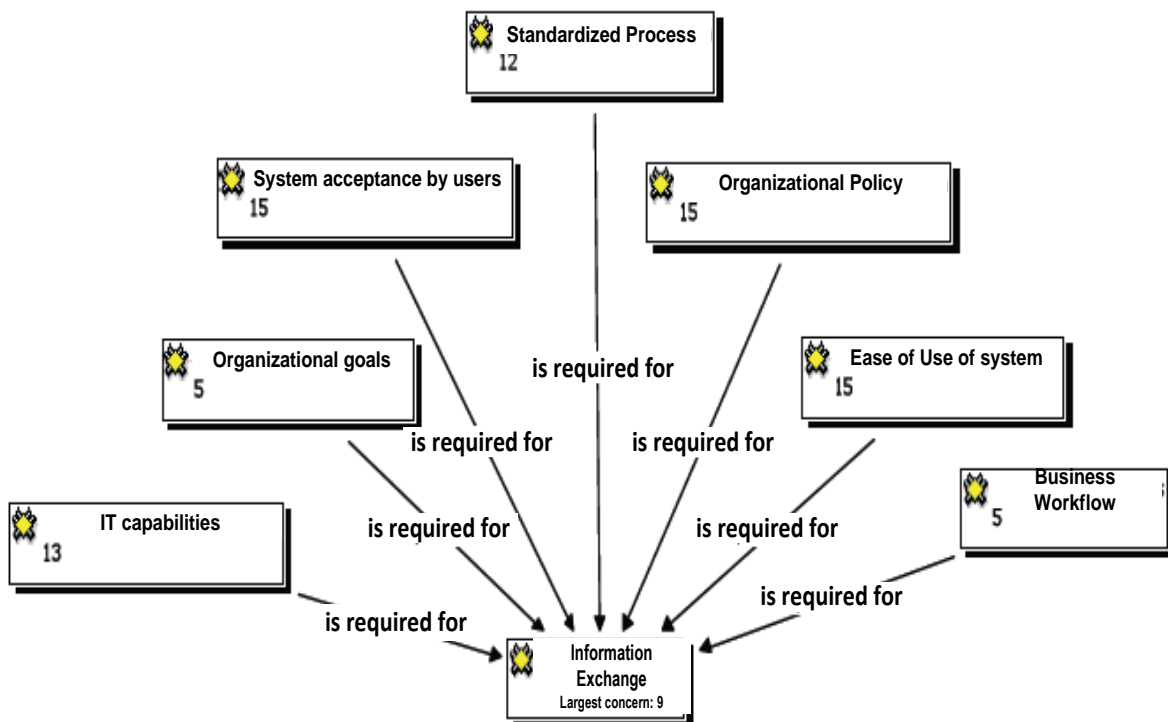 Standardized Process
12
System acceptance by users
15
Organizational Policy
15
Organizational goals
5
is required for
Ease of Use of system
15
is required for
is required for
Business
Workflow
5
IT capabilities
13
is required for
is required for
is required for
is required for
Information
Exchange
Largest concern: 9